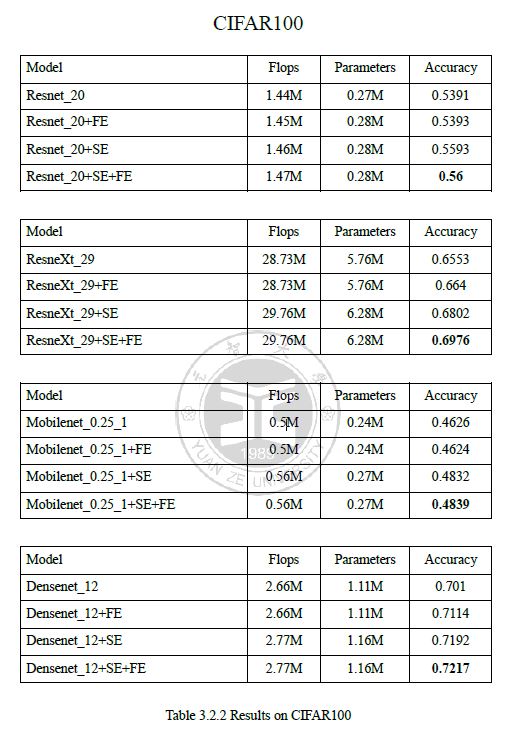 CIFAR100
Model Flops Parameters Accuracy
Resnet_20 1.44M 0.27M 0.5391
Resnet_20+FE 1.45M 0.28M 0.5393
Resnet_20+SE 1.46M 0.28M 0.5593
Resnet_20+SE+FE 1.47M 0.28M 0.56
Model Flops Parameters Accuracy
ResneXt_29 28.73M 5.76M 0.6553
ResneXt_29+FE 28.73M 5.76M 0.664
ResneXt_29+SE 29.76M 6.28M 0.6802
ResneXt_29+SE+FE 29.76M 6.28M 0.6976
Model Flops Parameters Accuracy
Mobilenet_0.25_1 0.5M 0.24M 0.4626
Mobilenet_0.25_1+FE 0.5M 0.24M 0.4624
Mobilenet_0.25_1+SE 0.56M 0.27M 0.4832
Mobilenet_0.25_1+SE+FE 0.56M 0.27M 0.4839
1989
YUAN ZE UNIVERSITY
Model Flops Parameters Accuracy
Densenet_12 2.66M 1.11M 0.701
Densenet_12+FE 2.66M 1.11M 0.7114
Densenet_12+SE 2.77M 1.16M 0.7192
Densenet_12+SE+FE 2.77M 1.16M 0.7217
Table 3.2.2 Results on CIFAR100